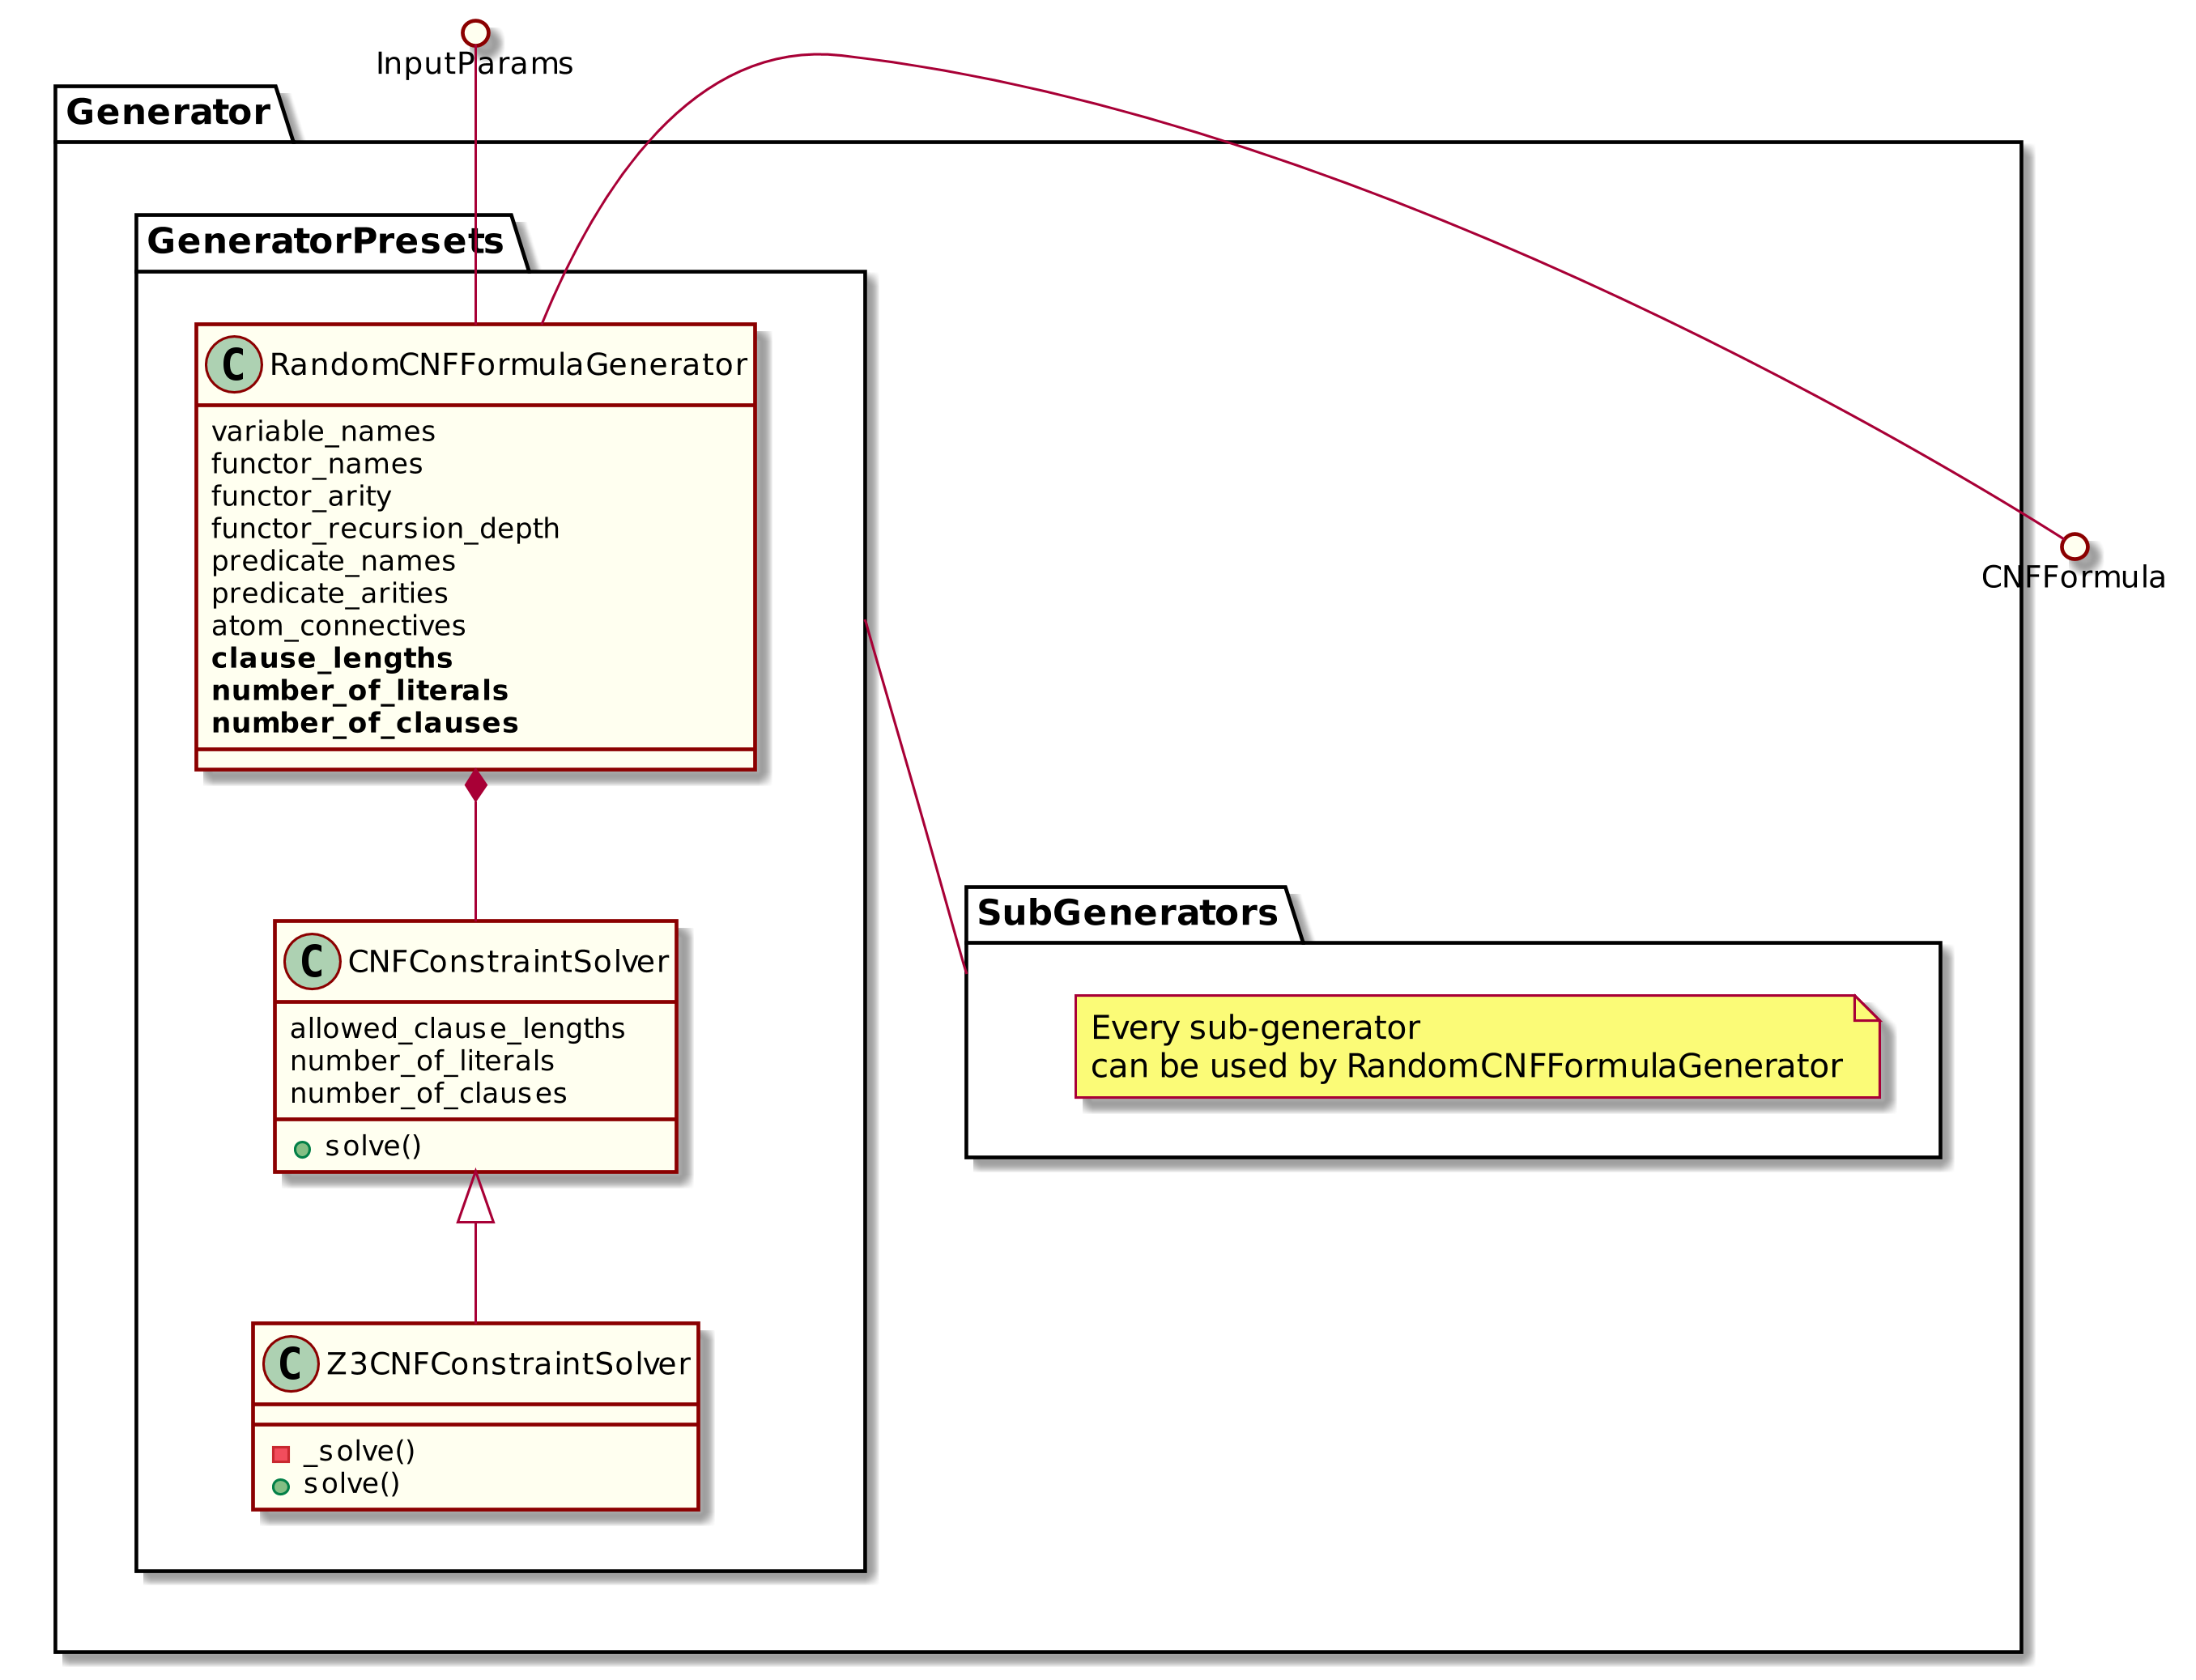 InputParams
Generator
GeneratorPresets
C RandomCNFFormulaGenerator
variable_names
functor_names
functor_arity
functor_recursion_depth
predicate_names
predicate_arities
atom_connectives
clause_lengths
number_of_literals
number_of_clauses
CNFFormula
C CNFConstraintSolver
allowed_clause_lengths
number_of_literals
number_of_clauses
solve()
SubGenerators
Every sub-generator
can be used by RandomCNFFormulaGenerator
C Z3CNFConstraintSolver
_solve()
solve()